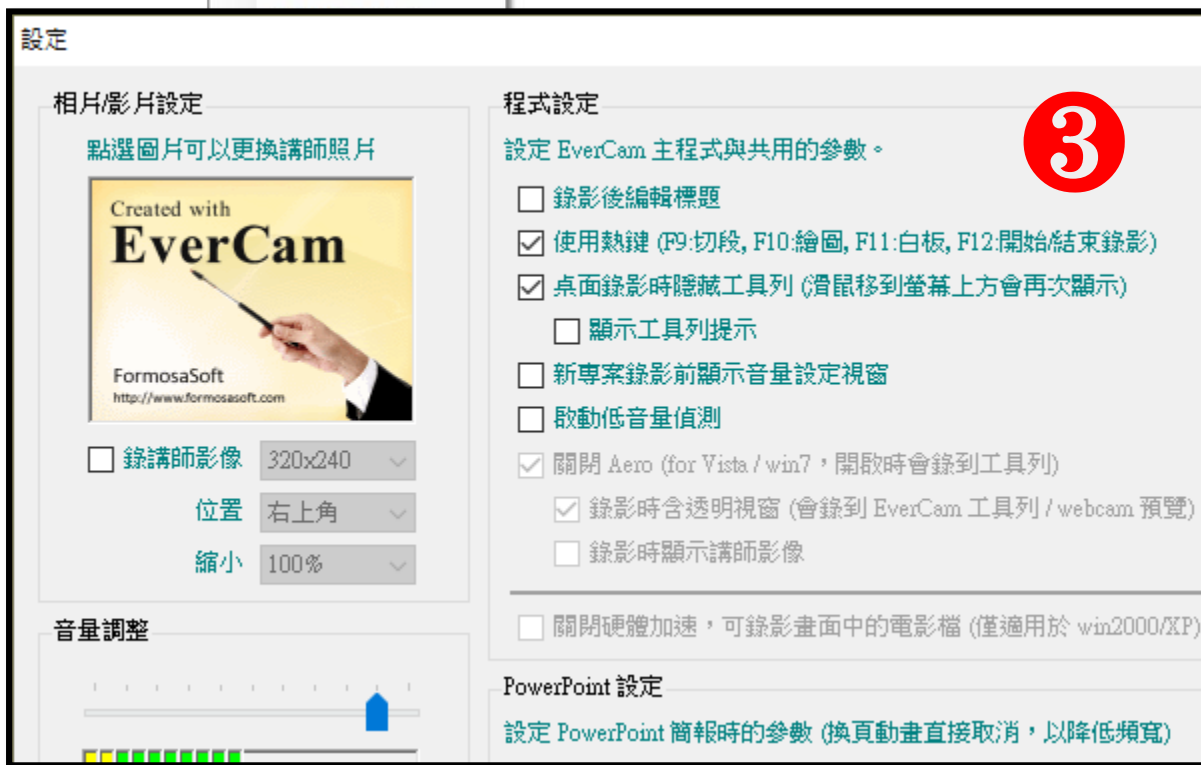 設定
相片/影片設定
點選圖片可以更換講師照片
Created with
EverCam
FormosaSoft
http://www.formosasoft.com
錄講師影像 320x240
位置 右上角
縮小 100%
音量調整
程式設定
3
設定 EverCam 主程式與共用的參數。
錄影後編輯標題
使用熱鍵 (F9:切段, F10:繪圖, F11:白板, F12:開始/結束錄影)
桌面錄影時隱藏工具列 (滑鼠移到螢幕上方會再次顯示)
顯示工具列提示
新專案錄影前顯示音量設定視窗
啟動低音量偵測
關閉 Aero (for Vista / win7，開啟時會錄到工具列)
錄影時含透明視窗 (會錄到 EverCam 工具列 / webcam 預覽)
錄影時顯示講師影像
關閉硬體加速，可錄影畫面中的電影檔 (僅適用於 win2000/XP)
PowerPoint 設定
設定 PowerPoint 簡報時的參數 (換頁動畫直接取消，以降低頻寬)